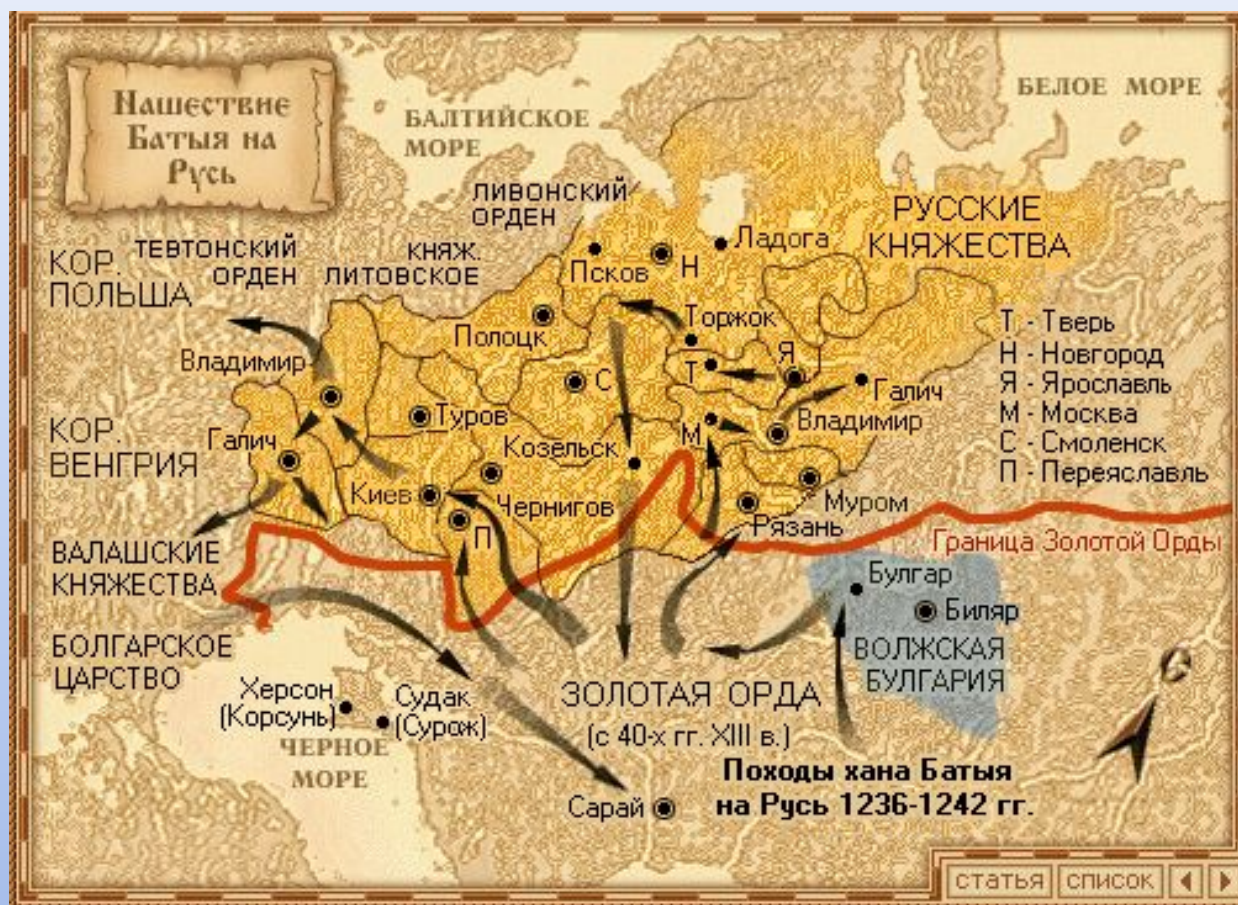 Нашествие
Батыя на
Русь
БАЛТИЙСКОЕ
МОРЕ
БЕЛОЕ МОРЕ
ЛИВОНСКИЙ
ОРДЕН
РУССКИЕ
КНЯЖЕСТВА
КОР.
ПОЛЬША
ТЕВТОНСКИЙ
ОРДЕН
КНЯЖ.
ЛИТОВСКОЕ
Псков
Н
Ладога
Полоцк
Торжок
Т - Тверь
Н - Новгород
Я - Ярославль
М - Москва
С - Смоленск
П - Переяславль
Владимир
С
Т
Я
Галич
КОР.
ВЕНГРИЯ
Галич
Туров
Козельск
М
Владимир
Киев
Чернигов
П
Муром
Рязань
Граница Золотой Орды
ВАЛАШСКИЕ
КНЯЖЕСТВА
Булгар
Биляр
ВОЛЖСКАЯ
БУЛГАРИЯ
БОЛГАРСКОЕ
ЦАРСТВО
Херсон
(Корсунь)
Судак
(Сурож)
ЧЕРНОЕ
МОРЕ
ЗОЛОТАЯ ОРДА
(с 40-х гг. XIII в.)
Походы хана Батыя
на Русь 1236-1242 гг.
Сарай
С
статья список